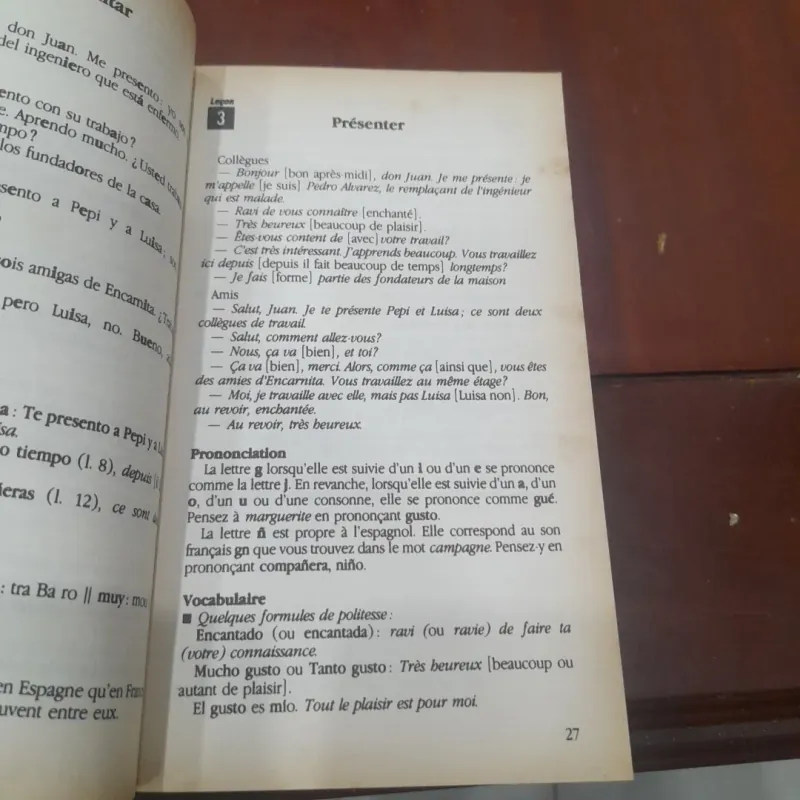 tar
don Juan. Me presento: yo
del ingeniero que está enfermo.
ento con su trabajo?
e. Aprendo mucho. ¿Usted
mpo?
los fundadores de la casa.
sento a Pepi y a Luisa,
ois amigas de Encarnita.
pero Luisa, no. Bueno,
a : Te presento a Pepi y a
isa.
o tiempo (l. 8), depuis
ieras (l. 12), ce sont
: tra Ba ro || muy:
en Espagne qu'en
uvent entre eux.
Leçon
3
Présenter
Collègues
— Bonjour [bon après-midi], don Juan. Je me présente : je
m'appelle [je suis] Pedro Alvarez, le remplaçant de l'ingénieur
qui est malade.
— Ravi de vous connaître [enchanté].
— Très heureux [beaucoup de plaisir].
— Êtes-vous content de [avec] votre travail?
— C'est très intéressant. J'apprends beaucoup. Vous travaillez
ici depuis [depuis il fait beaucoup de temps] longtemps?
— Je fais [forme] partie des fondateurs de la maison
Amis
— Salut, Juan. Je te présente Pepi et Luisa ; ce sont deux
collègues de travail.
— Salut, comment allez-vous?
— Nous, ça va [bien], et toi?
— Ça va [bien], merci. Alors, comme ça [ainsi que], vous êtes
des amies d'Encarnita. Vous travaillez au même étage?
— Moi, je travaille avec elle, mais pas Luisa [Luisa non]. Bon,
au revoir, enchantée.
— Au revoir, très heureux.
Prononciation
La lettre g lorsqu'elle est suivie d'un i ou d'un e se prononce
comme la lettre j. En revanche, lorsqu'elle est suivie d'un a, d'un
o, d'un u ou d'une consonne, elle se prononce comme gué.
Pensez à marguerite en prononçant gusto.
La lettre ñ est propre à l'espagnol. Elle correspond au son
français gn que vous trouvez dans le mot campagne. Pensez-y en
prononçant compañera, niño.
Vocabulaire
■ Quelques formules de politesse :
Encantado (ou encantada) : ravi (ou ravie) de faire ta
(votre) connaissance.
Mucho gusto ou Tanto gusto : Très heureux [beaucoup ou
autant de plaisir].
El gusto es mío. Tout le plaisir est pour moi.
27